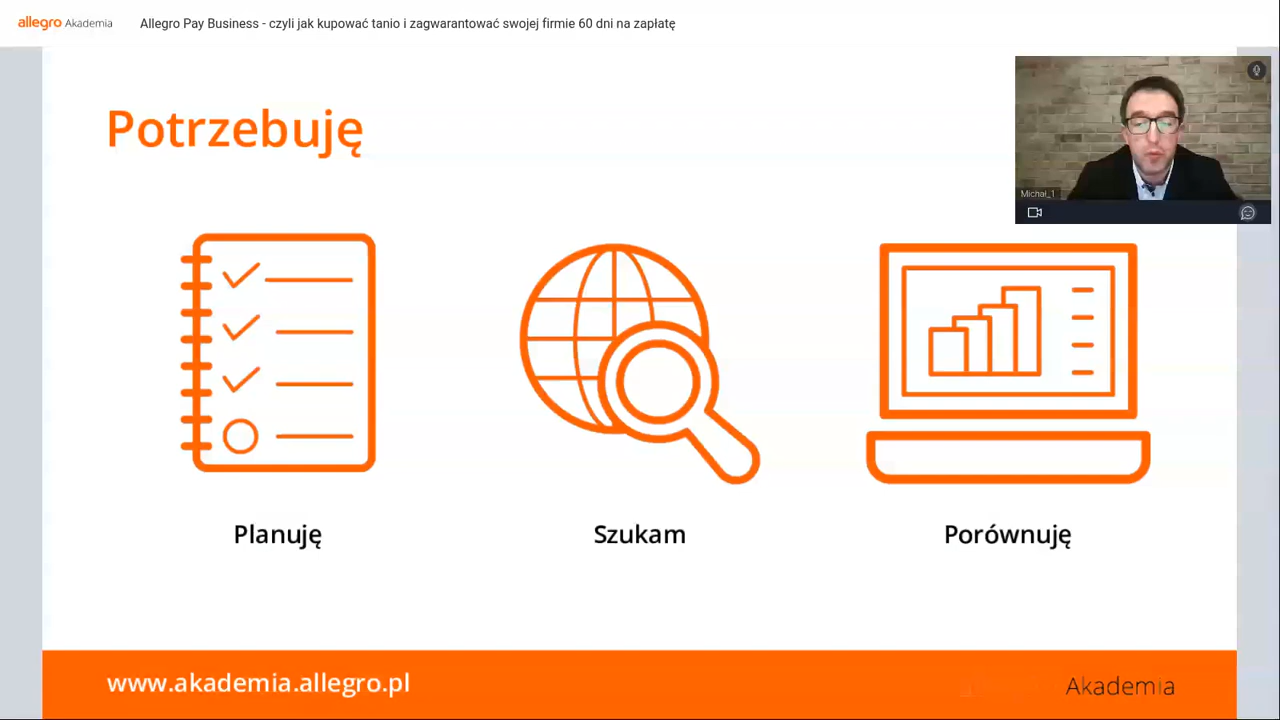 allegro Akademia Allegro Pay Business - czyli jak kupować tanio i zagwarantować swojej firmie 60 dni na zapłatę
Potrzebuję
Michał_1
Planuję
Szukam
Porównuję
www.akademia.allegro.pl
Akademia